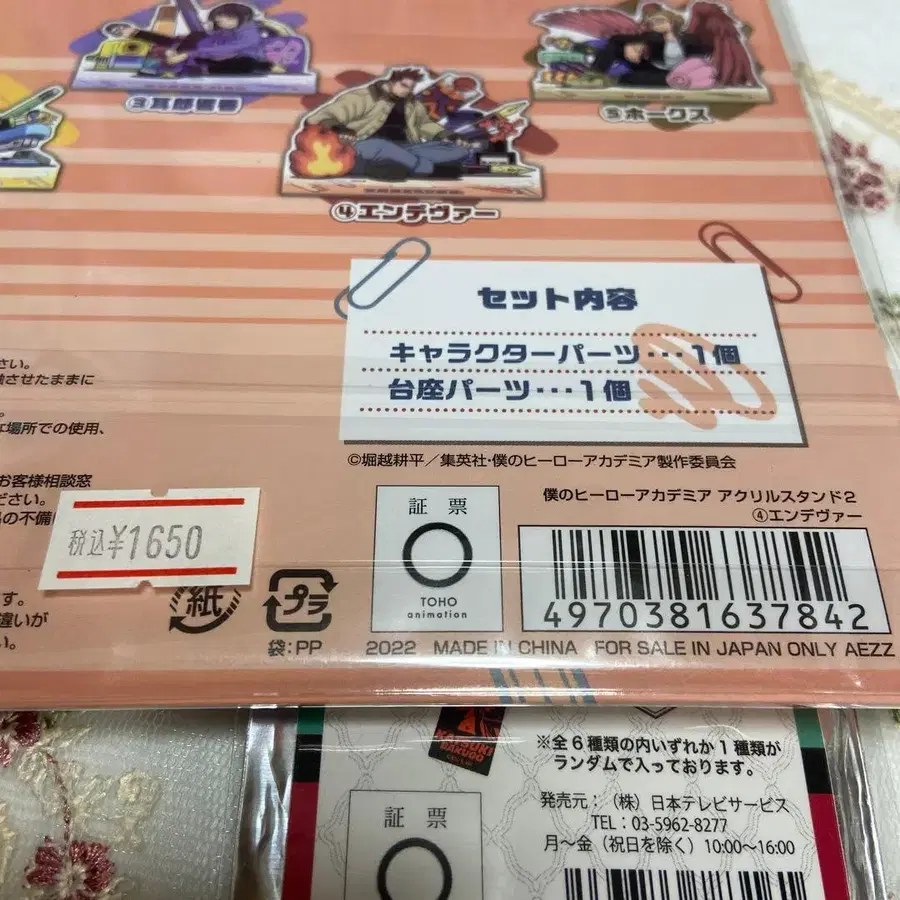 ③耳郎響香
④エンデヴァー
⑤ホークス
セット内容
キャラクターパーツ・・・1個
台座パーツ・・・1個
©堀越耕平／集英社・僕のヒーローアカデミア製作委員会
さい。
触させたままに
な場所での使用、
お客様相談窓
ださい。
品の不備
す。
違いが
い。
税込¥1650
紙
プラ
袋:PP
証票
TOHO
animation
僕のヒーローアカデミア アクリルスタンド2
④エンデヴァー
4970381637842
2022 MADE IN CHINA FOR SALE IN JAPAN ONLY AEZZ
KATSUKI
BAKUGO
※全6種類の内いずれか1種類が
ランダムで入っております。
発売元：（株）日本テレビサービス
TEL：03-5962-8277
月～金（祝日を除く）10:00～16:00
証票